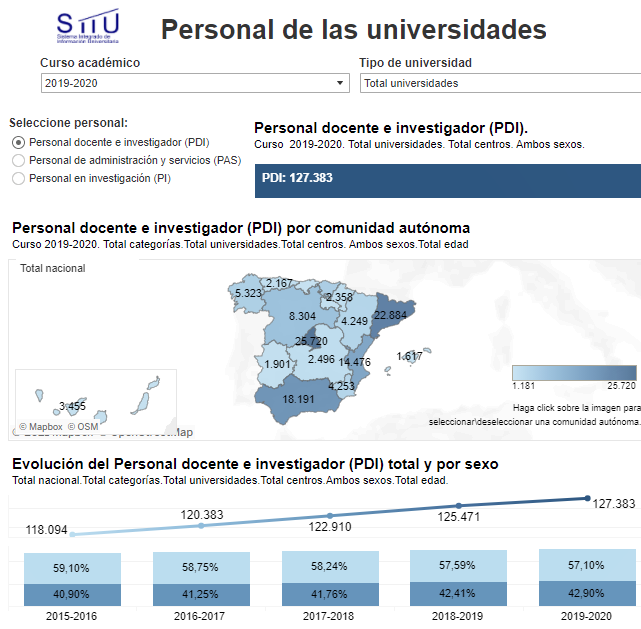 SIIU
Sistema Integrado de
Información Universitaria
Personal de las universidades
Curso académico
Tipo de universidad
2019-2020
Total universidades
Seleccione personal:
Personal docente e investigador (PDI)
Personal de administración y servicios (PAS)
Personal en investigación (PI)
Personal docente e investigador (PDI).
Curso 2019-2020. Total universidades. Total centros. Ambos sexos.
PDI: 127.383
Personal docente e investigador (PDI) por comunidad autónoma
Curso 2019-2020. Total categorías.Total universidades.Total centros. Ambos sexos.Total edad
Total nacional
5.323
2.167
2.358
8.304
4.249
22.884
25.720
1.901
2.496
14.476
1.617
4.253
18.191
3.455
© Mapbox © OSM
1.181
25.720
Haga click sobre la imagen para
seleccionar\deseleccionar una comunidad autónoma.
Evolución del Personal docente e investigador (PDI) total y por sexo
Total nacional.Total categorías.Total universidades.Total centros.Ambos sexos.Total edad.
118.094
120.383
122.910
125.471
127.383
59,10%
58,75%
58,24%
57,59%
57,10%
40,90%
41,25%
41,76%
42,41%
42,90%
2015-2016
2016-2017
2017-2018
2018-2019
2019-2020